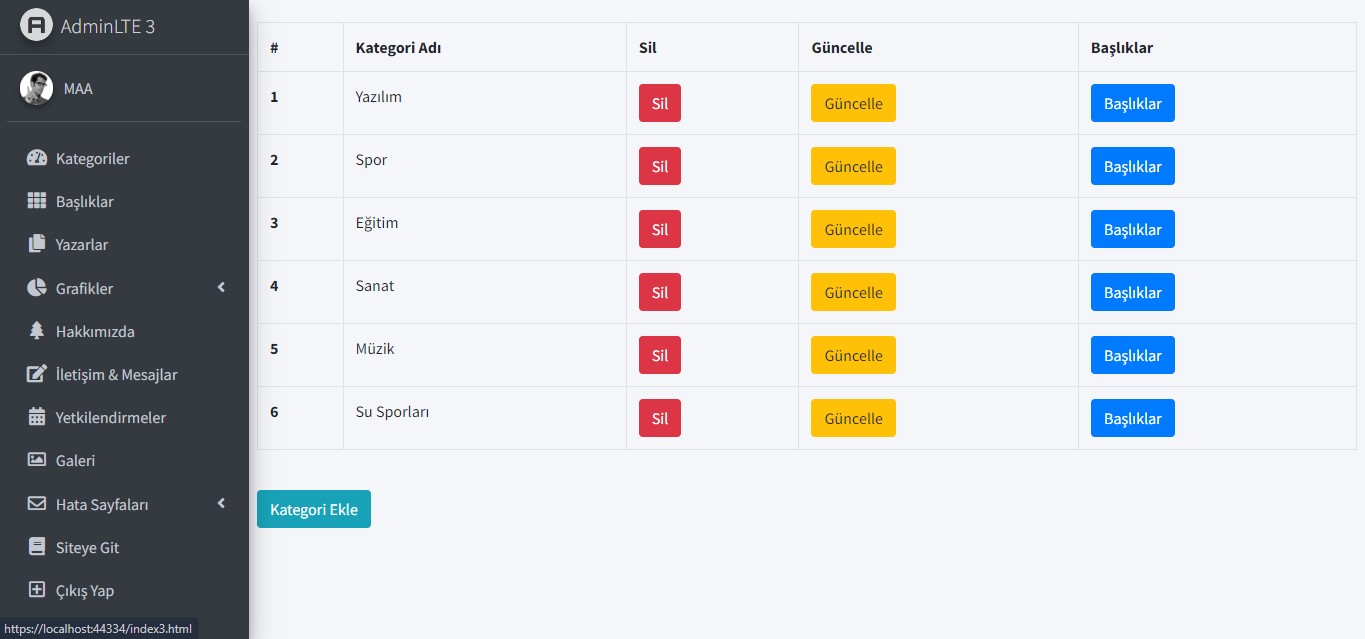 AdminLTE 3
MAA
Kategoriler
Başlıklar
Yazarlar
Grafikler
Hakkımızda
İletişim & Mesajlar
Yetkilendirmeler
Galeri
Hata Sayfaları
Siteye Git
Çıkış Yap
https://localhost:44334/index3.html
# Kategori Adı Sil Güncelle Başlıklar
1 Yazılım Sil Güncelle Başlıklar
2 Spor Sil Güncelle Başlıklar
3 Eğitim Sil Güncelle Başlıklar
4 Sanat Sil Güncelle Başlıklar
5 Müzik Sil Güncelle Başlıklar
6 Su Sporları Sil Güncelle Başlıklar
Kategori Ekle